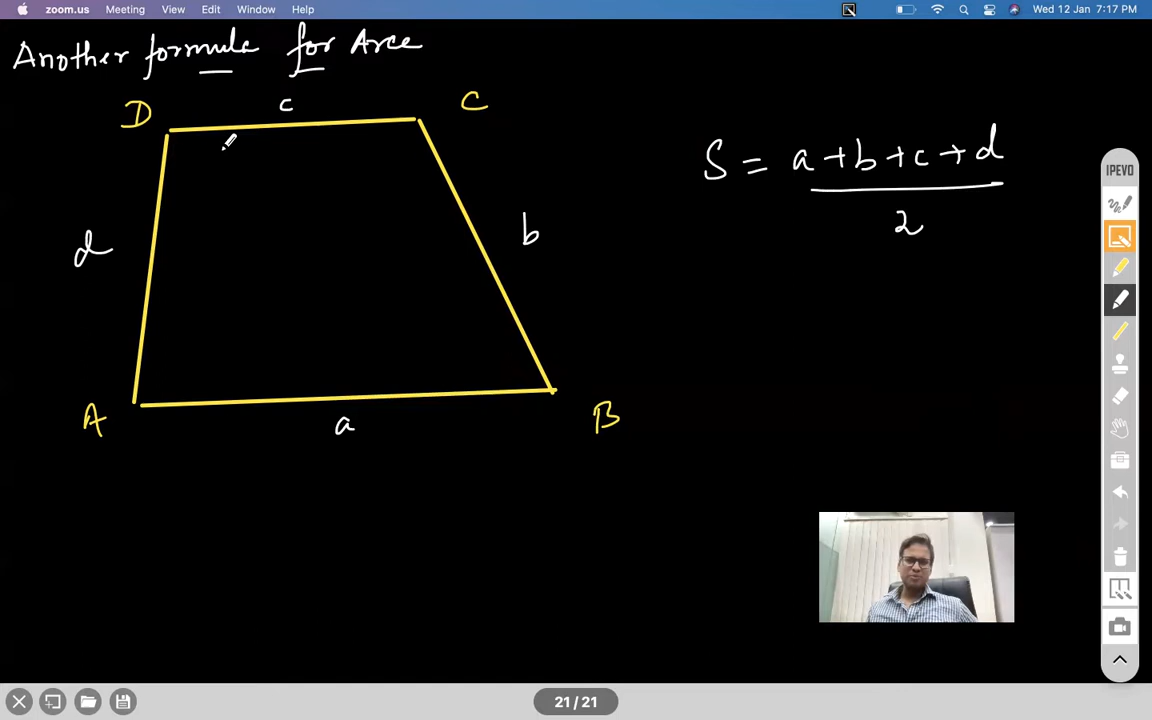 zoom.us Meeting View Edit Window Help Wed 12 Jan 7:17 PM
Another formule for Area
D c C
S = a+b+c+d
2
d b
A a B
IPEVO
21 / 21